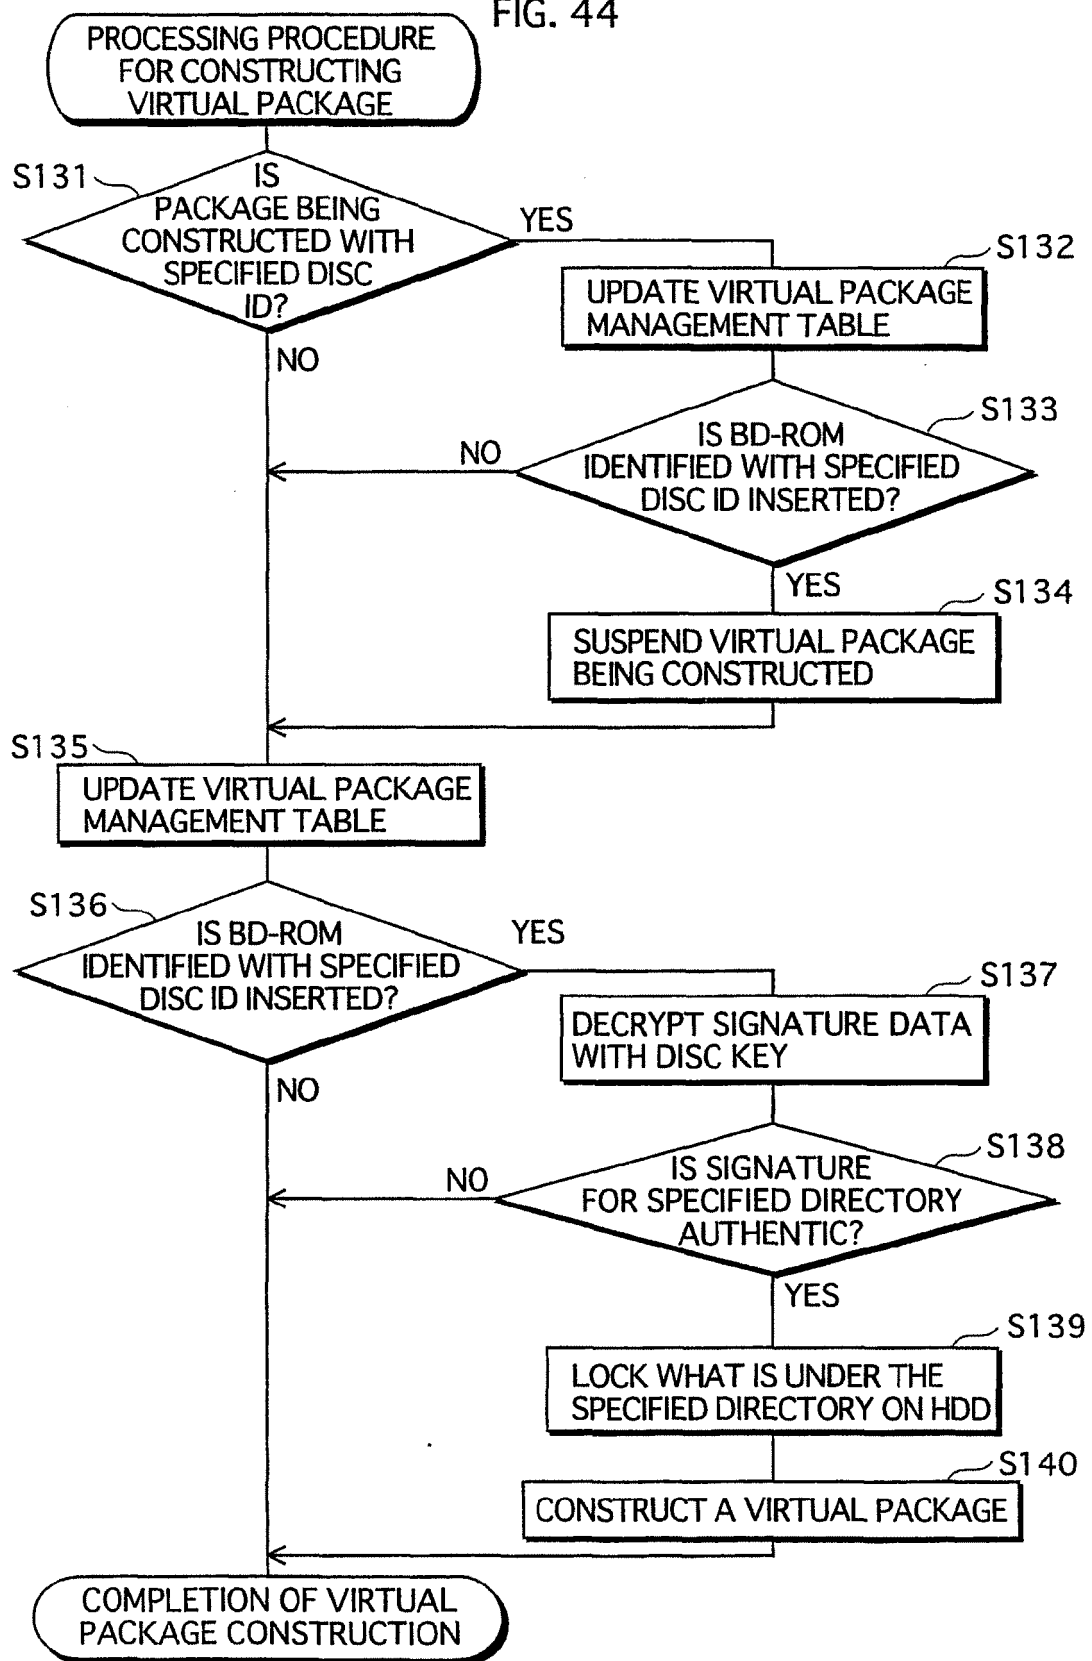 FIG. 44
PROCESSING PROCEDURE
FOR CONSTRUCTING
VIRTUAL PACKAGE
S131
IS
PACKAGE BEING
CONSTRUCTED WITH
SPECIFIED DISC
ID?
YES
NO
S132
UPDATE VIRTUAL PACKAGE
MANAGEMENT TABLE
S133
IS BD-ROM
IDENTIFIED WITH SPECIFIED
DISC ID INSERTED?
NO
YES
S134
SUSPEND VIRTUAL PACKAGE
BEING CONSTRUCTED
S135
UPDATE VIRTUAL PACKAGE
MANAGEMENT TABLE
S136
IS BD-ROM
IDENTIFIED WITH SPECIFIED
DISC ID INSERTED?
YES
NO
S137
DECRYPT SIGNATURE DATA
WITH DISC KEY
S138
IS SIGNATURE
FOR SPECIFIED DIRECTORY
AUTHENTIC?
NO
YES
S139
LOCK WHAT IS UNDER THE
SPECIFIED DIRECTORY ON HDD
S140
CONSTRUCT A VIRTUAL PACKAGE
COMPLETION OF VIRTUAL
PACKAGE CONSTRUCTION